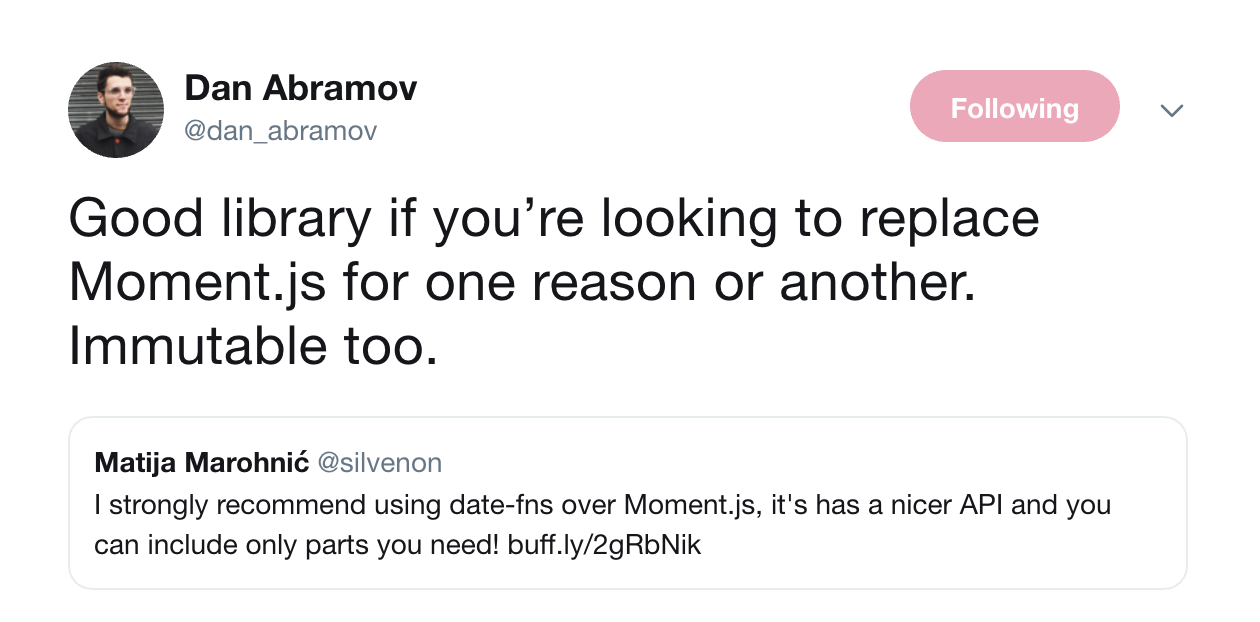 Dan Abramov
@dan_abramov
Following
Good library if you’re looking to replace
Moment.js for one reason or another.
Immutable too.
Matija Marohnić @silvenon
I strongly recommend using date-fns over Moment.js, it's has a nicer API and you
can include only parts you need! buff.ly/2gRbNik